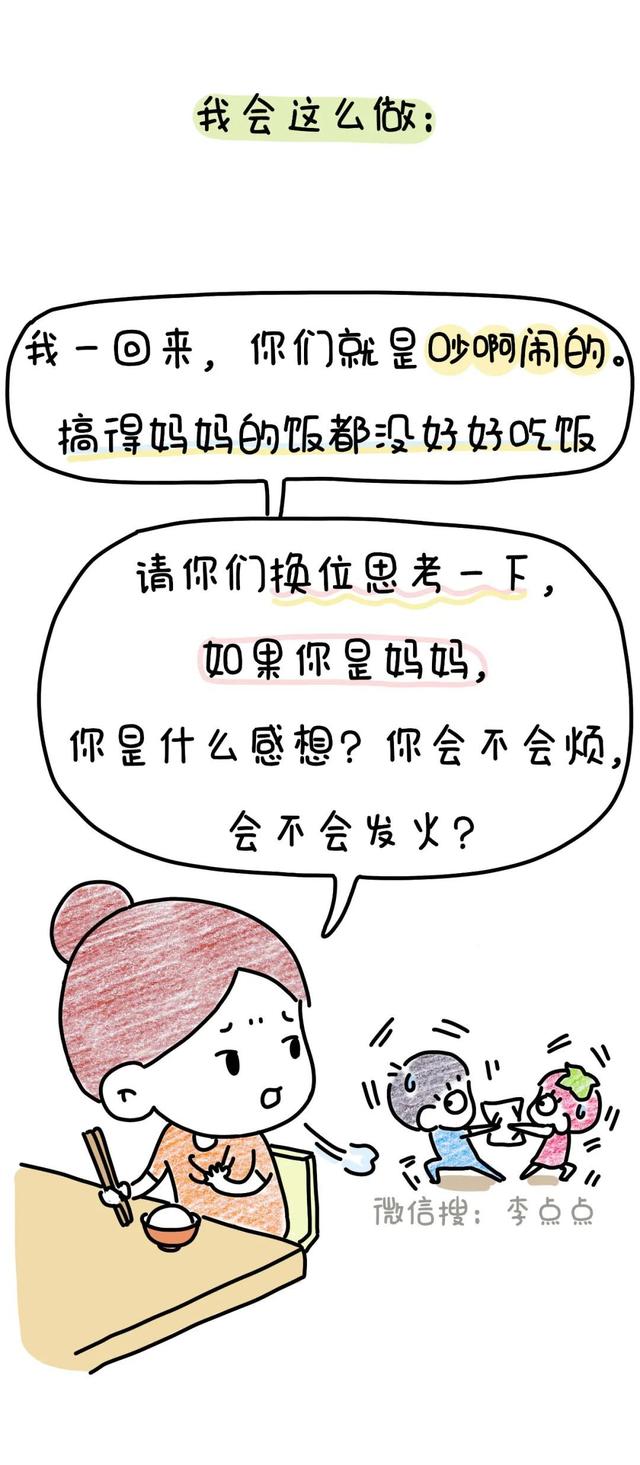 我会这么做:
我一回来，你们就是吵啊闹的。
搞得妈妈的饭都没好好吃饭
请你们换位思考一下，
如果你是妈妈，
你是什么感想？你会不会烦，
会不会发火？
微信搜：李点点